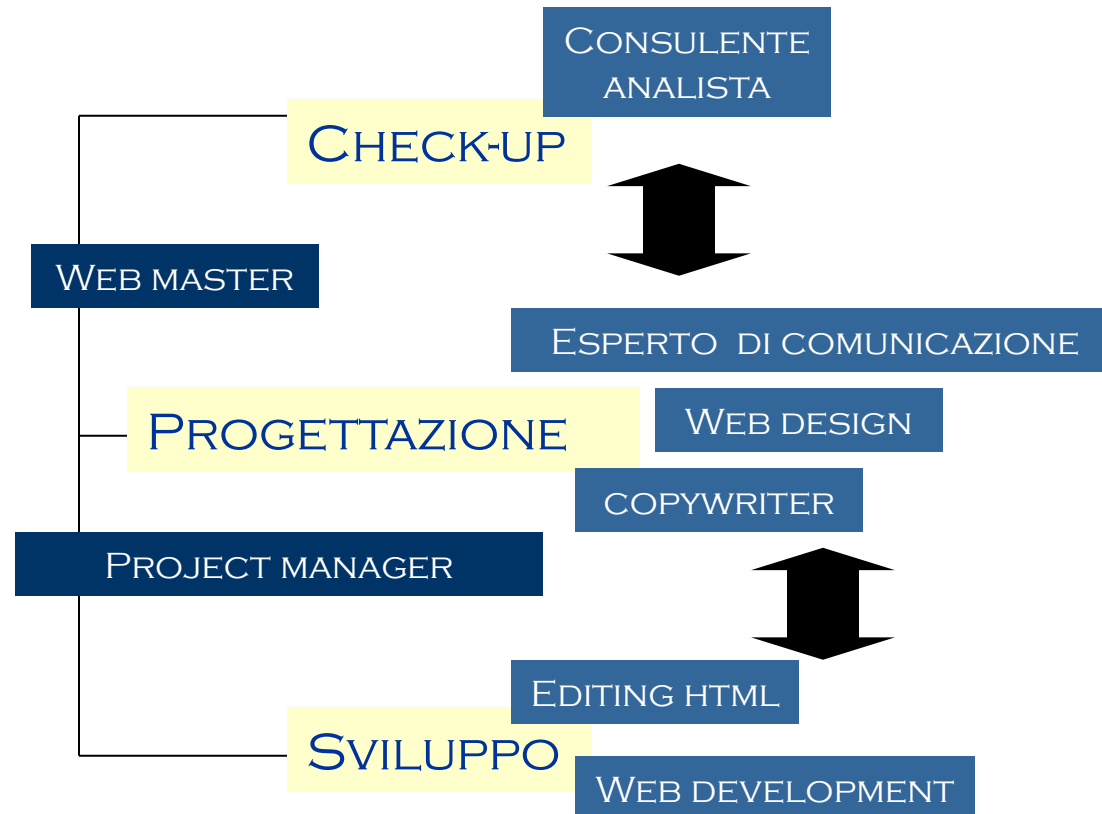 Consulente
analista
Check-up
Web master
Esperto di comunicazione
Progettazione
Web design
copywriter
Project manager
Editing html
Sviluppo
Web development